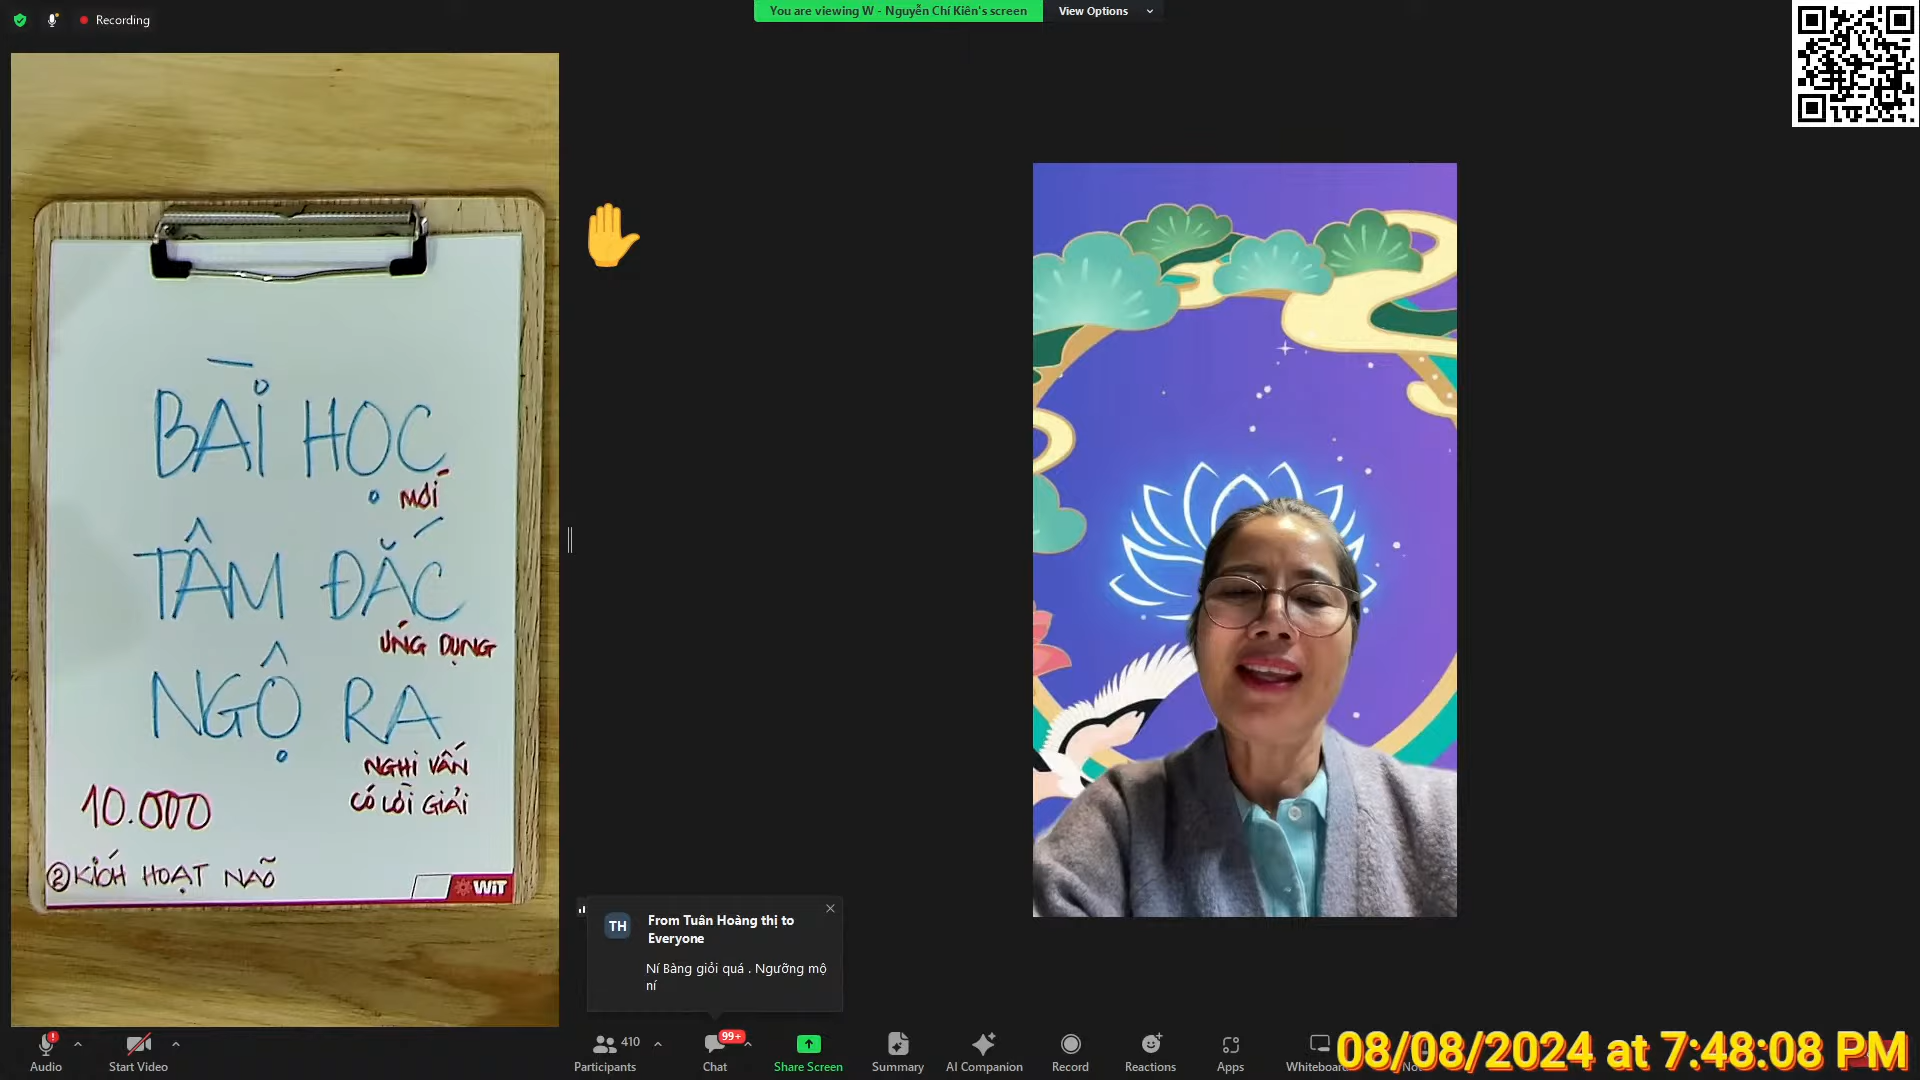 Recording
You are viewing W - Nguyễn Chí Kiên's screen
View Options
BÀI HỌC
MỚI
TÂM ĐẮC
ỨNG DỤNG
NGỘ RA
NGHI VẤN
CÓ LỜI GIẢI
10.000
② KÍCH HOẠT NÃO
WIT
TH
From Tuân Hoàng thị to
Everyone
Ní Bàng giỏi quá . Ngưỡng mộ
ní
Audio
Start Video
410
Participants
99+
Chat
Share Screen
Summary
AI Companion
Record
Reactions
Apps
08/08/2024 at 7:48:08 PM